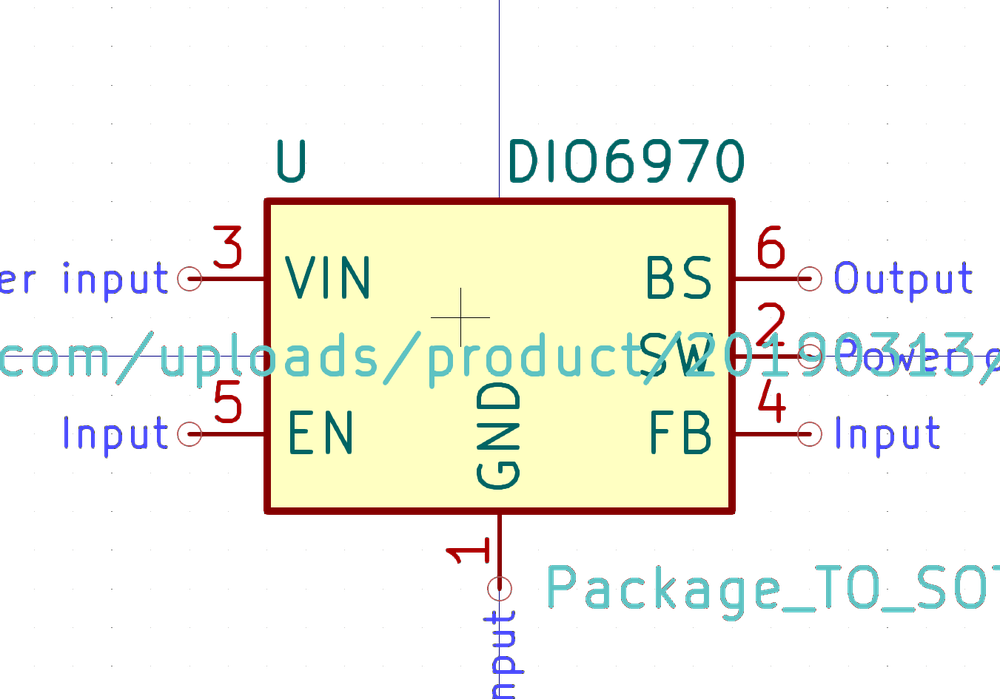 U
DIO6970
3
VIN
er input
BS
6
Output
com/uploads/product/20190313/
SW
2
Power o
5
EN
Input
FB
4
Input
GND
1
nput
Package_TO_SOT